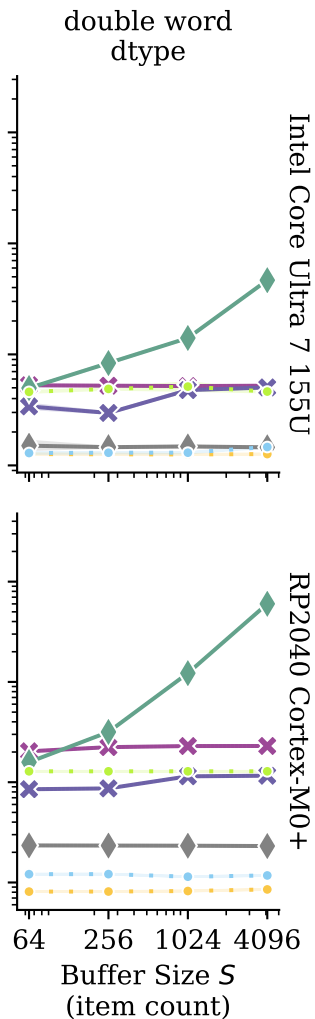 double word
dtype
Intel Core Ultra 7 155U
RP2040 Cortex-M0+
64 256 1024 4096
Buffer Size S
(item count)